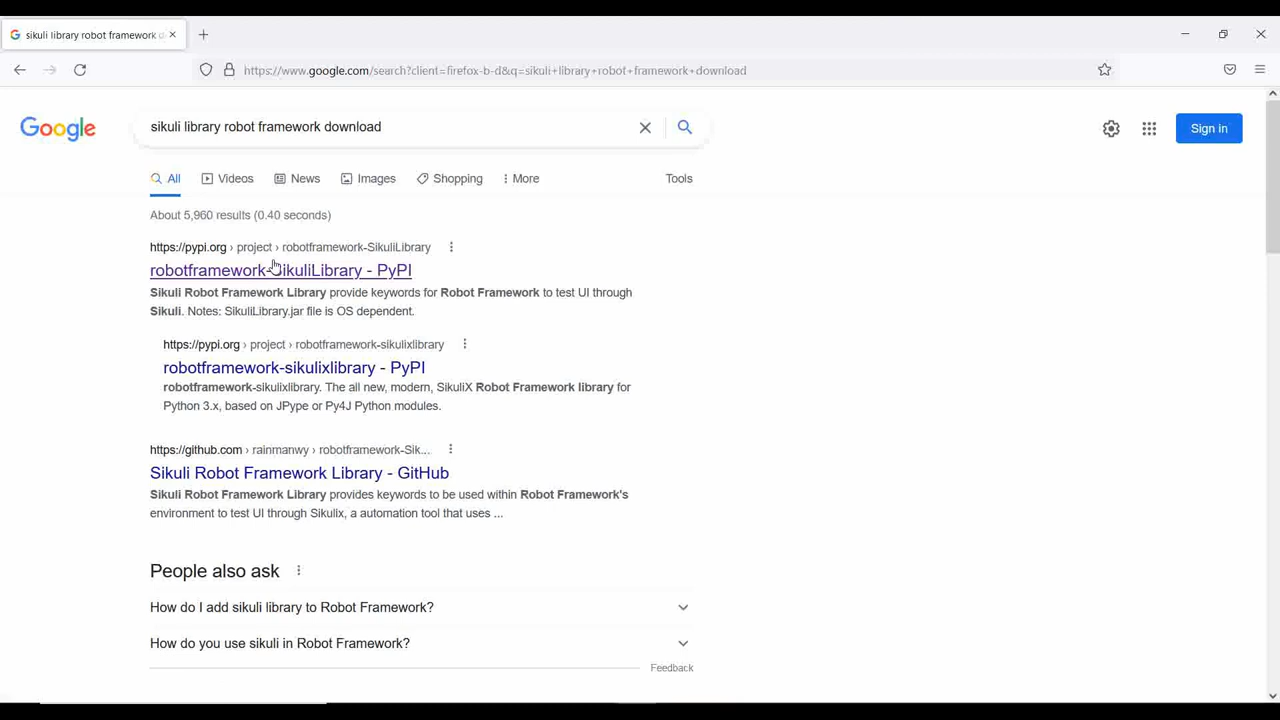 sikuli library robot framework d
https://www.google.com/search?client=firefox-b-d&q=sikuli+library+robot+framework+download
Google
sikuli library robot framework download
Sign in
All Videos News Images Shopping More Tools
About 5,960 results (0.40 seconds)
https://pypi.org › project › robotframework-SikuliLibrary
robotframework-SikuliLibrary - PyPI
Sikuli Robot Framework Library provide keywords for Robot Framework to test UI through
Sikuli. Notes: SikuliLibrary.jar file is OS dependent.
https://pypi.org › project › robotframework-sikulixlibrary
robotframework-sikulixlibrary - PyPI
robotframework-sikulixlibrary. The all new, modern, SikuliX Robot Framework library for
Python 3.x, based on JPype or Py4J Python modules.
https://github.com › rainmanwy › robotframework-Sik...
Sikuli Robot Framework Library - GitHub
Sikuli Robot Framework Library provides keywords to be used within Robot Framework's
environment to test UI through Sikulix, a automation tool that uses ...
People also ask
How do I add sikuli library to Robot Framework?
How do you use sikuli in Robot Framework?
Feedback